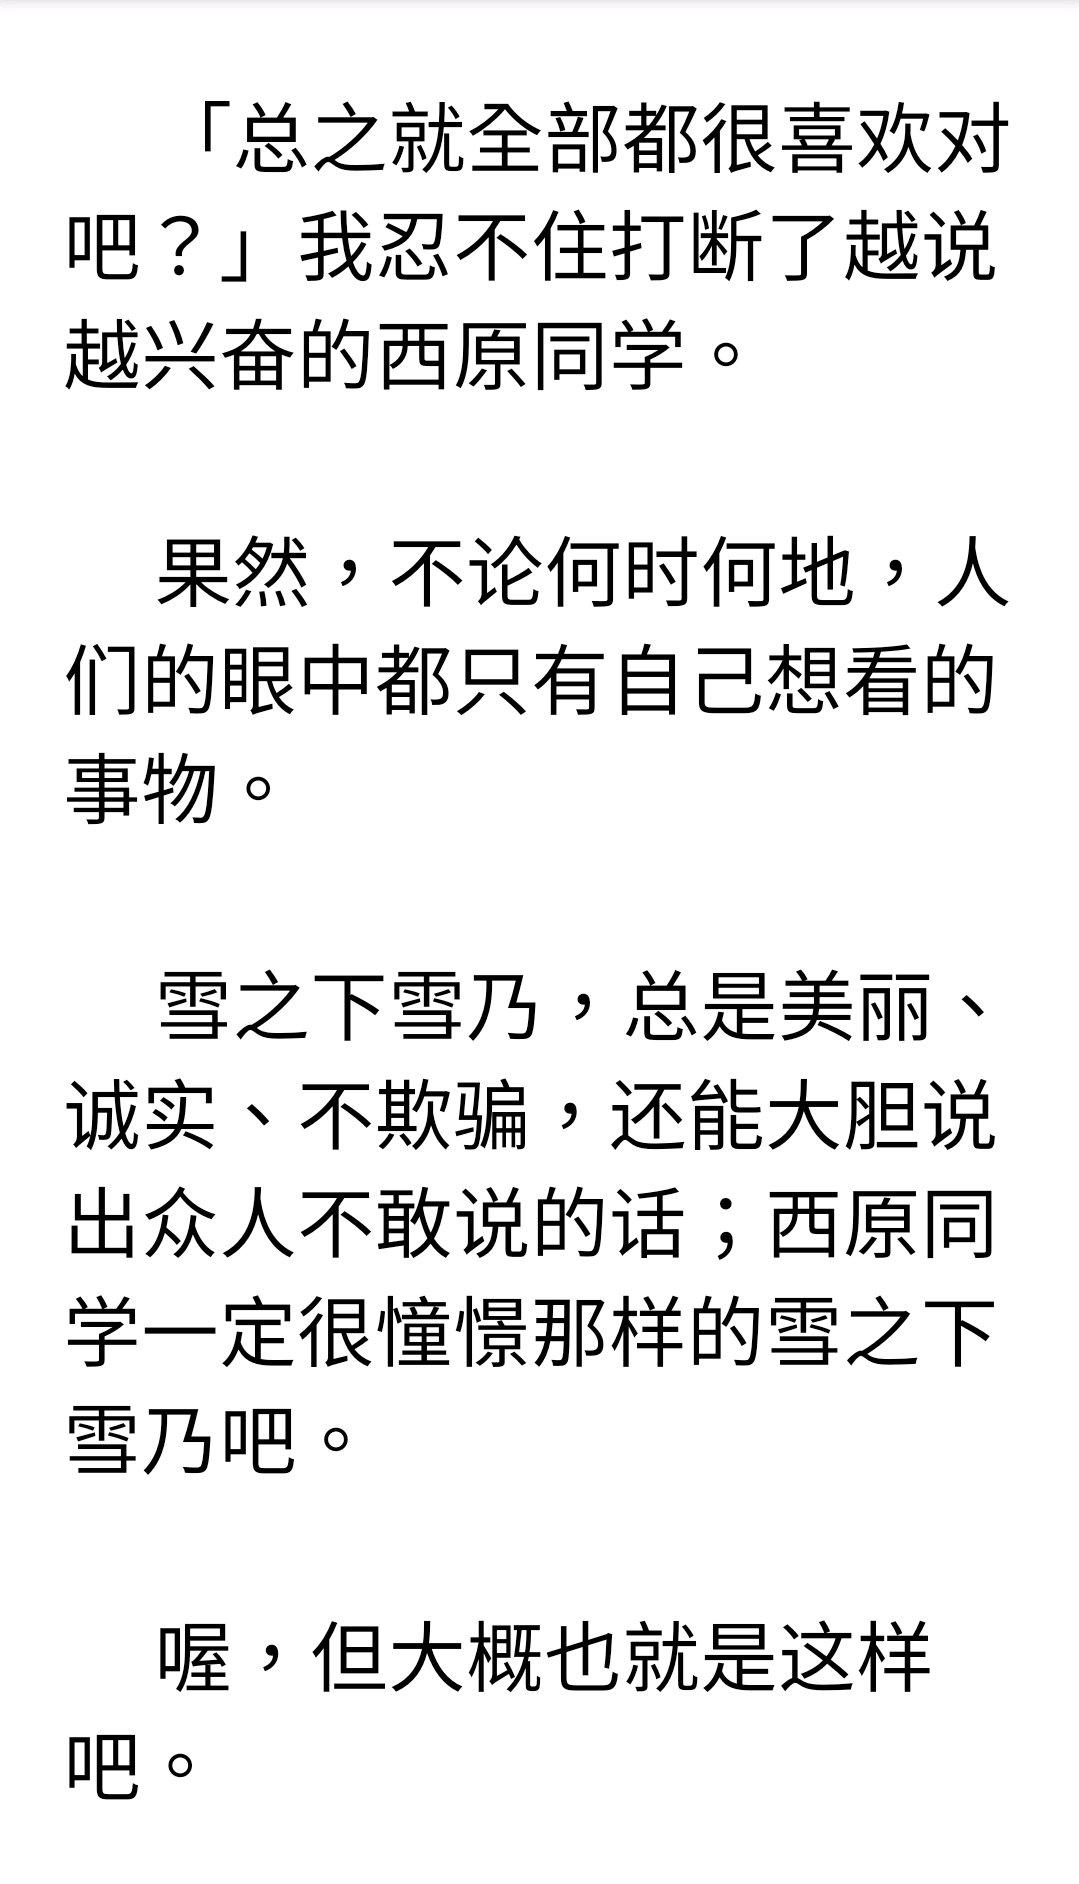 「总之就全部都很喜欢对
吧？」我忍不住打断了越说
越兴奋的西原同学。
果然，不论何时何地，人
们的眼中都只有自己想看的
事物。
雪之下雪乃，总是美丽、
诚实、不欺骗，还能大胆说
出众人不敢说的话；西原同
学一定很憧憬那样的雪之下
雪乃吧。
喔，但大概也就是这样
吧。